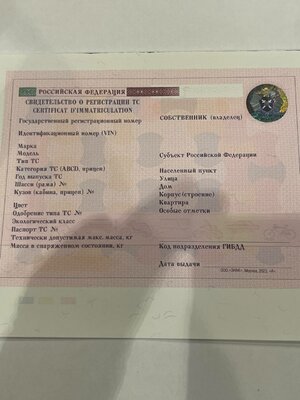 РОССИЙСКАЯ ФЕДЕРАЦИЯ
СВИДЕТЕЛЬСТВО О РЕГИСТРАЦИИ ТС
CERTIFICAT D'IMMATRICULATION
Государственный регистрационный номер
Идентификационный номер (VIN)
Марка
Модель
Тип ТС
Категория ТС (ABCD, прицеп)
Год выпуска ТС
Шасси (рама) №
Кузов (кабина, прицеп) №
Цвет
Одобрение типа ТС №
Экологический класс
Паспорт ТС №
Технически допустимая макс. масса, кг
Масса в снаряженном состоянии, кг
СОБСТВЕННИК (владелец)
Субъект Российской Федерации
Населенный пункт
Улица
Дом
Корпус(строение)
Квартира
Особые отметки
Код подразделения ГИБДД
Дата выдачи
Москва, 2023, «А»